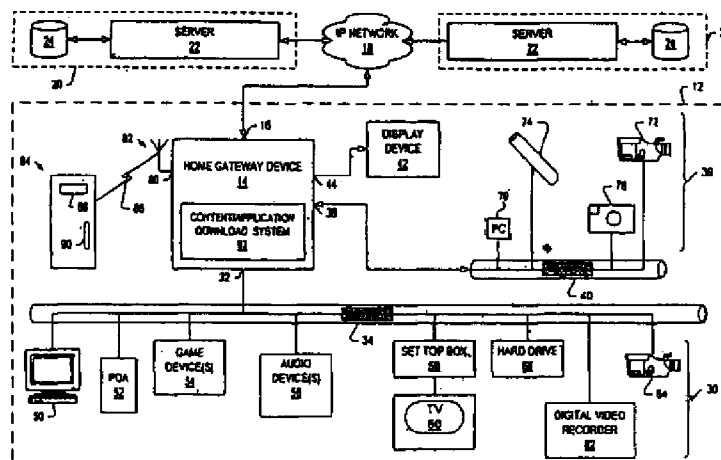 24
SERVER
22
IP NETWORK
18
SERVER
22
24
20
12
16
82
80
84
86
88
90
HOME GATEWAY DEVICE
14
CONTENT/APPLICATION
DOWNLOAD SYSTEM
92
DISPLAY
DEVICE
42
44
38
32
74
72
78
PC
76
40
39
34
50
PDA
52
GAME
DEVICE(S)
54
AUDIO
DEVICE(S)
56
SET TOP BOX
58
TV
60
HARD DRIVE
66
DIGITAL VIDEO
RECORDER
62
64
30